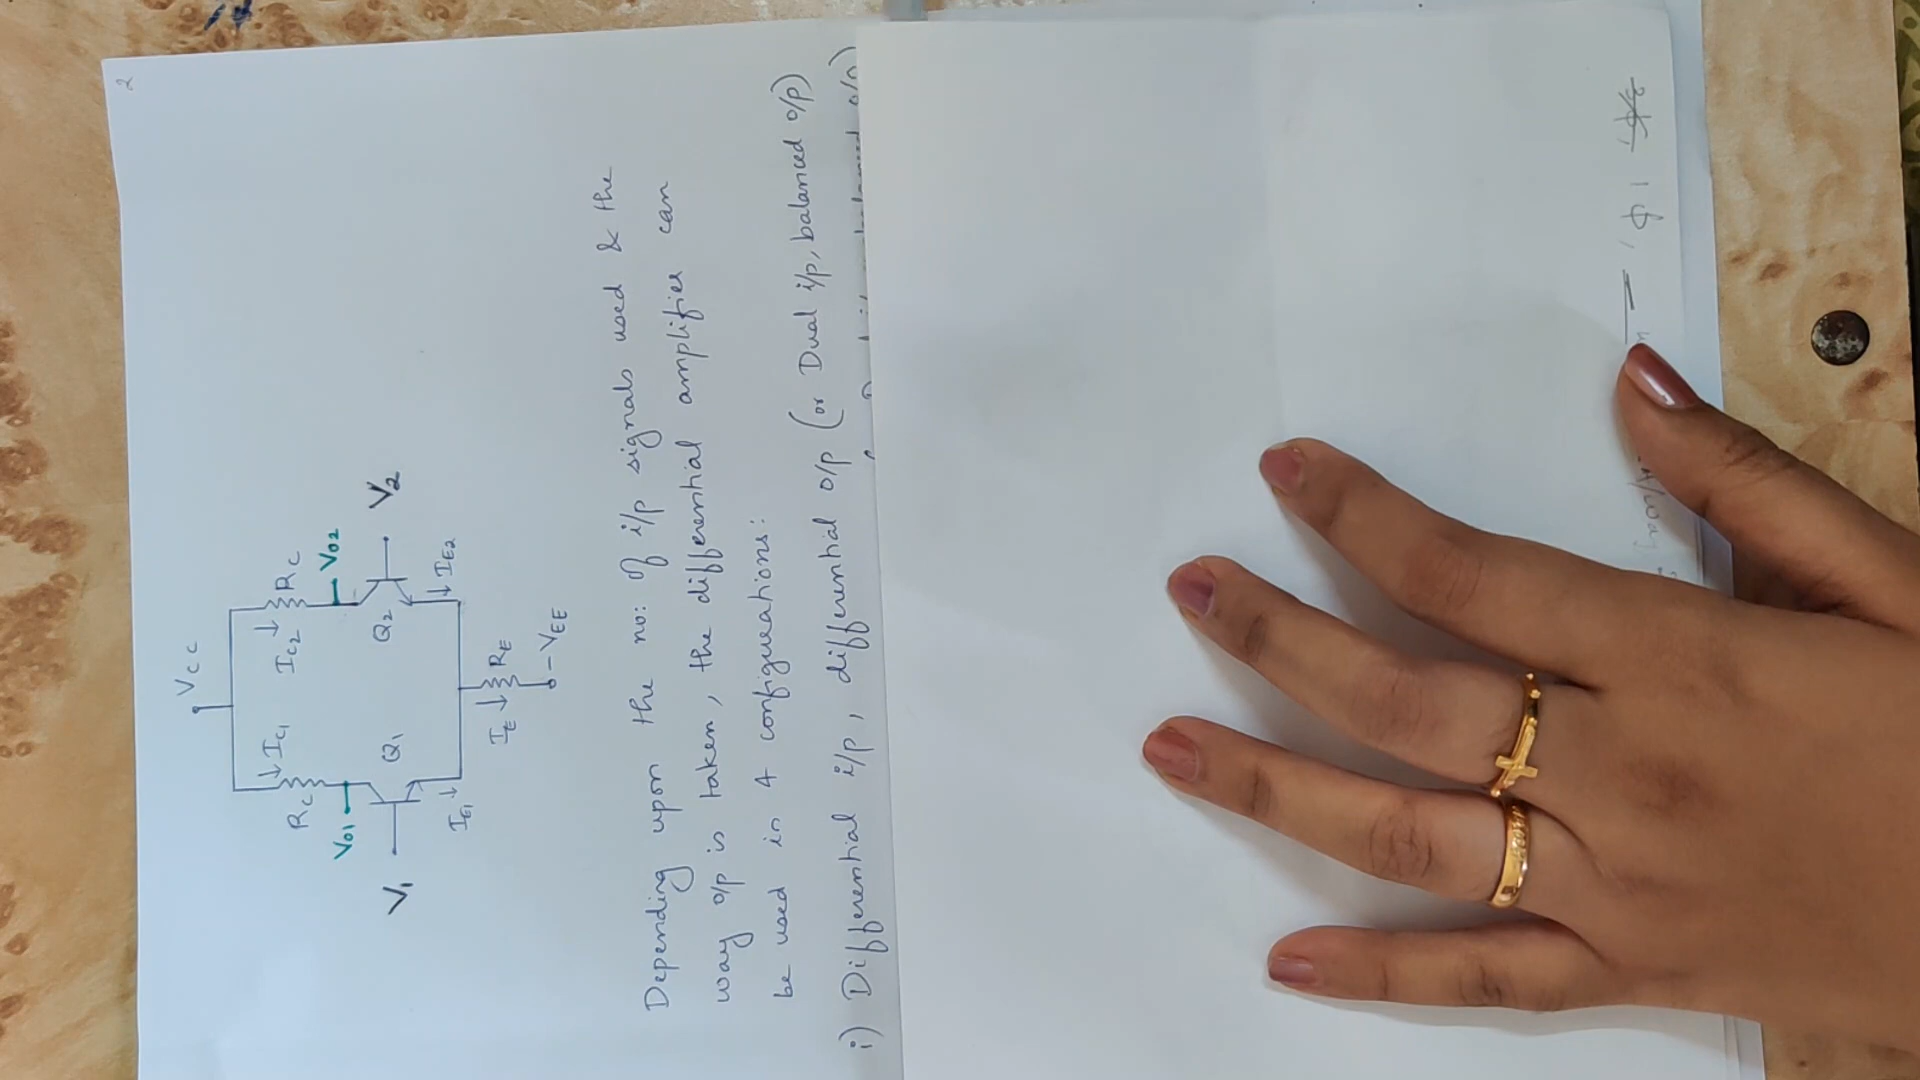 2
VCC
RC
IC1
IC2
RC
V01
V02
V1
Q1
Q2
V2
IE1
IE2
IE
RE
-VEE
Depending upon the no: of i/p signals used & the
way o/p is taken, the differential amplifier can
be used in 4 configurations:
i) Differential i/p, differential o/p (or Dual i/p, balanced o/p)